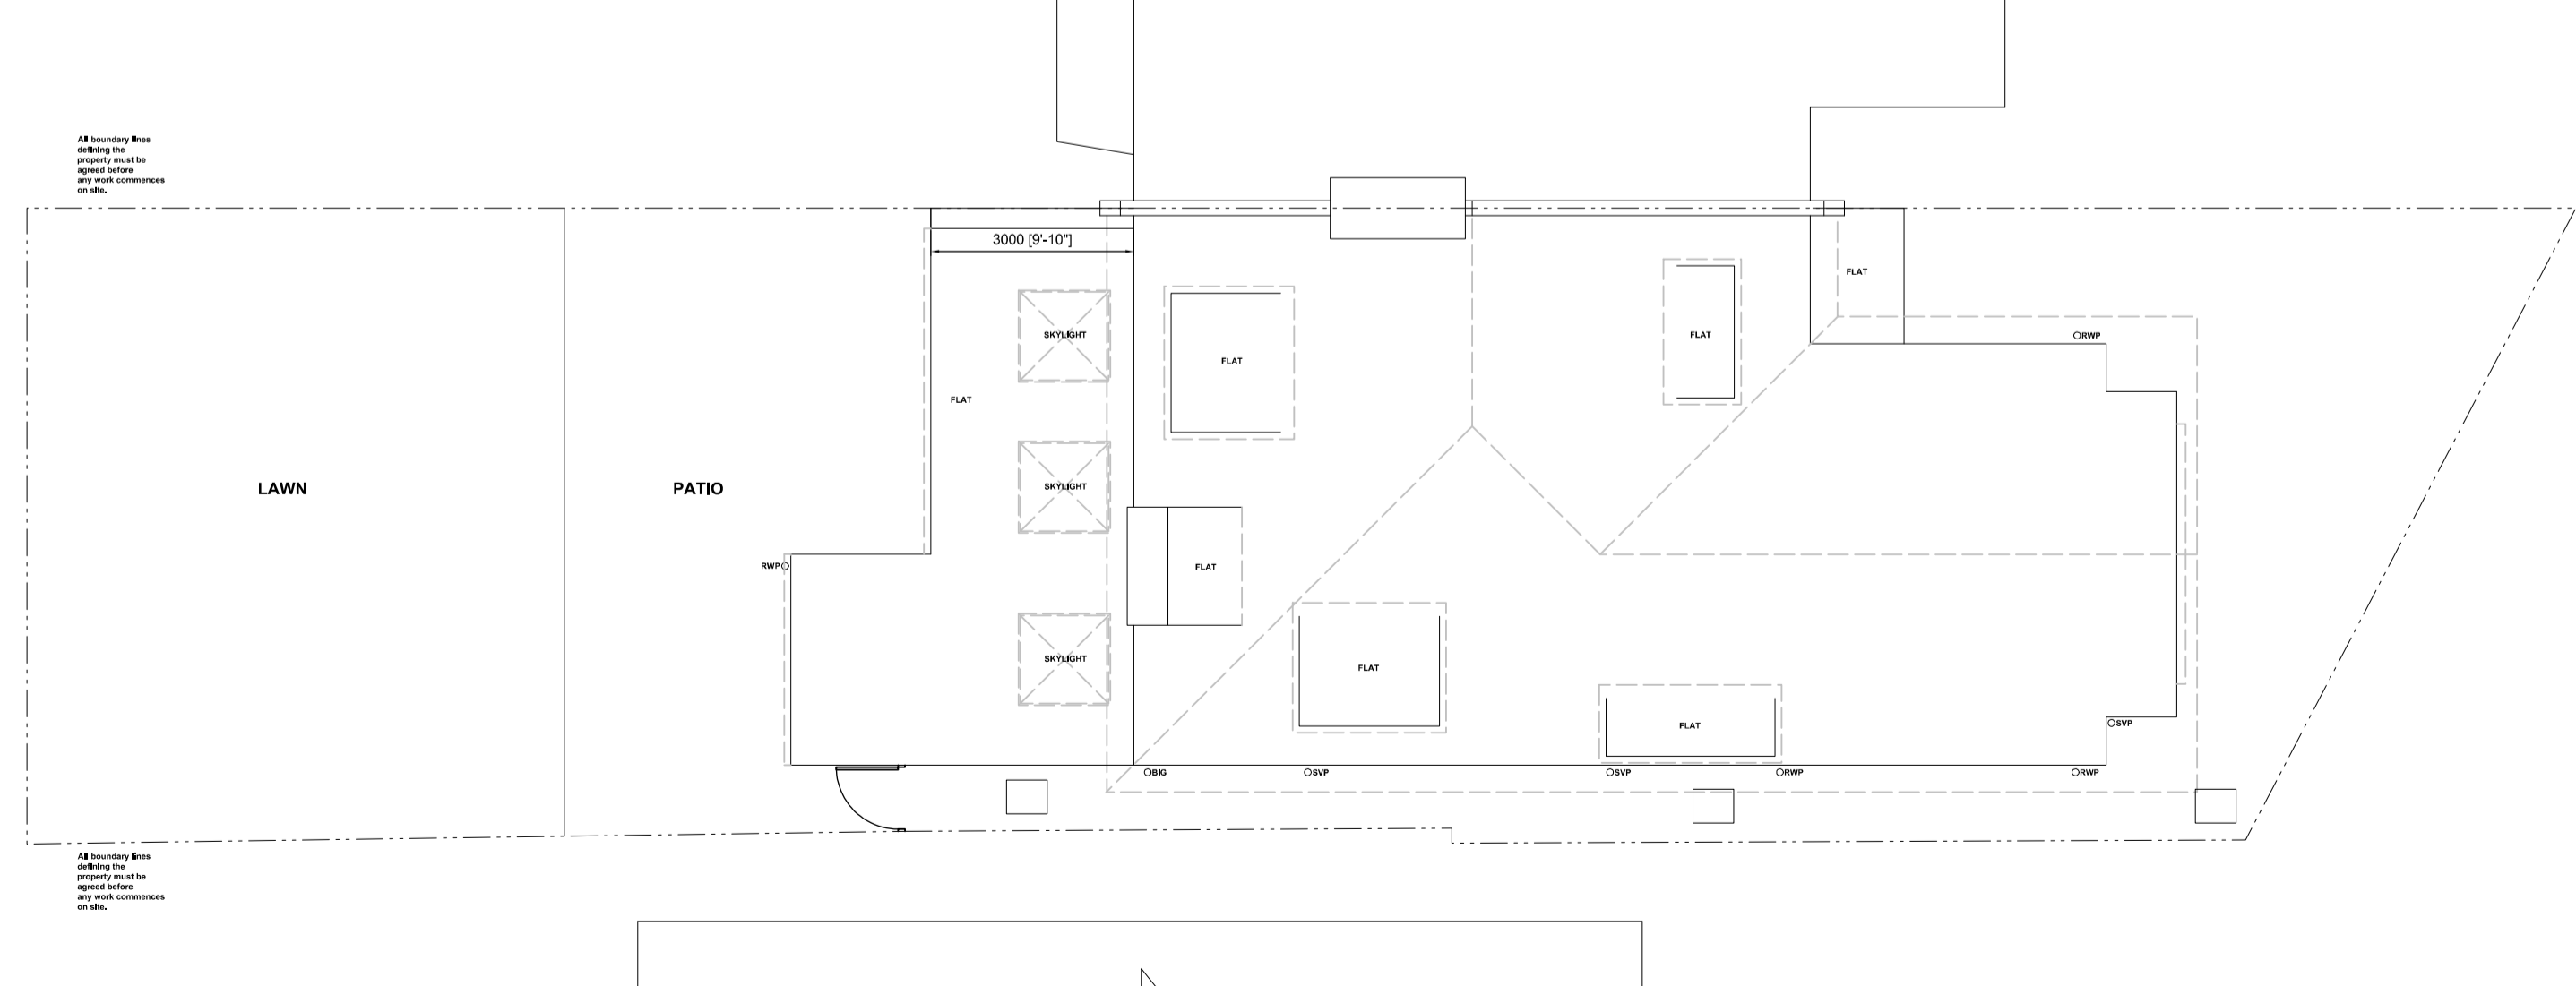 All boundary lines
defining the
property must be
agreed before
any work commences
on site.
3000 [9'-10"]
FLAT
SKYLIGHT
FLAT
RWP
FLAT
FLAT
LAWN
PATIO
SKYLIGHT
RWP
FLAT
SKYLIGHT
FLAT
FLAT
SVP
BIG
SVP
SVP
RWP
RWP
All boundary lines
defining the
property must be
agreed before
any work commences
on site.